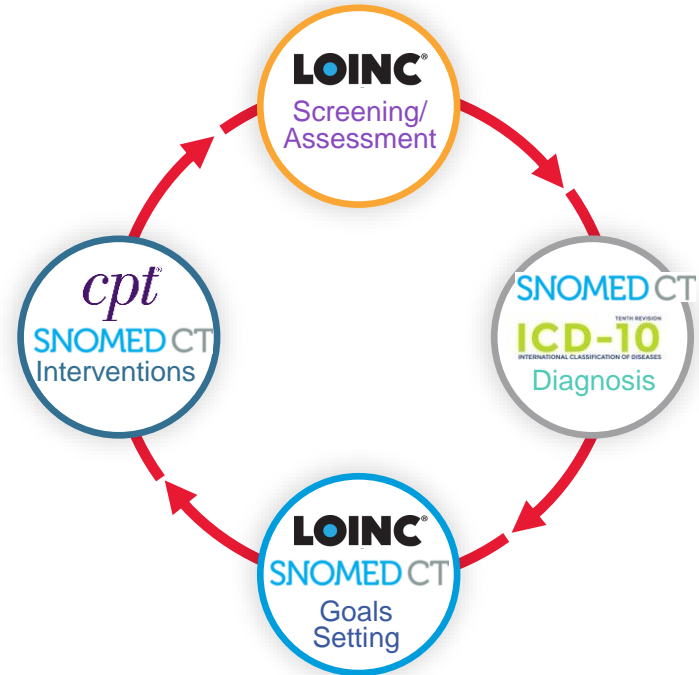 LOINC®
Screening/
Assessment
SNOMED CT
TENTH REVISION
ICD-10
INTERNATIONAL CLASSIFICATION OF DISEASES
Diagnosis
LOINC®
SNOMED CT
Goals
Setting
cpt®
SNOMED CT
Interventions